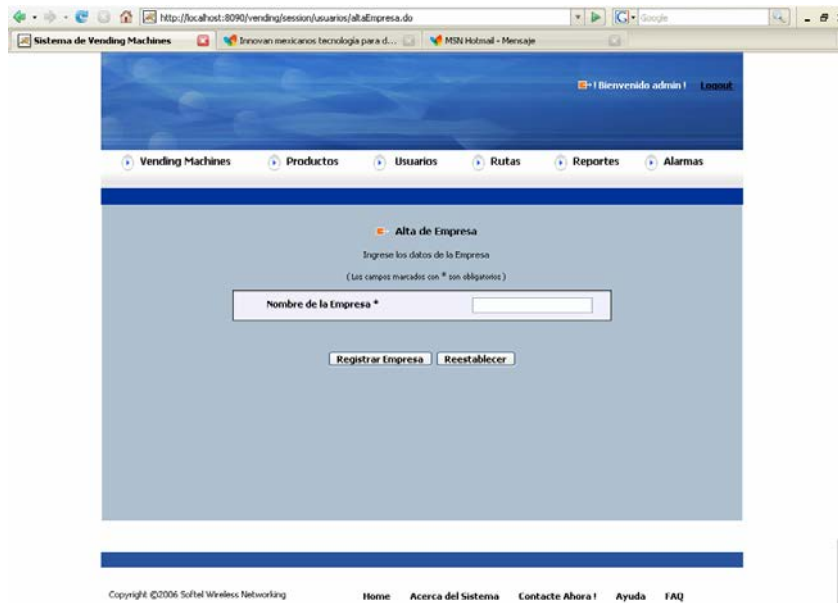 http://localhost:8090/vending/session/usuarios/altaEmpresa.do
Google
Sistema de Vending Machines
Innovan mexicanos tecnología para d...
MSN Hotmail - Mensaje
! Bienvenido admin !
Logout
Vending Machines
Productos
Usuarios
Rutas
Reportes
Alarmas
Alta de Empresa
Ingrese los datos de la Empresa
( Los campos marcados con * son obligatorios )
Nombre de la Empresa *
Registrar Empresa
Reestablecer
Copyright ©2006 Softel Wireless Networking
Home
Acerca del Sistema
Contacte Ahora !
Ayuda
FAQ